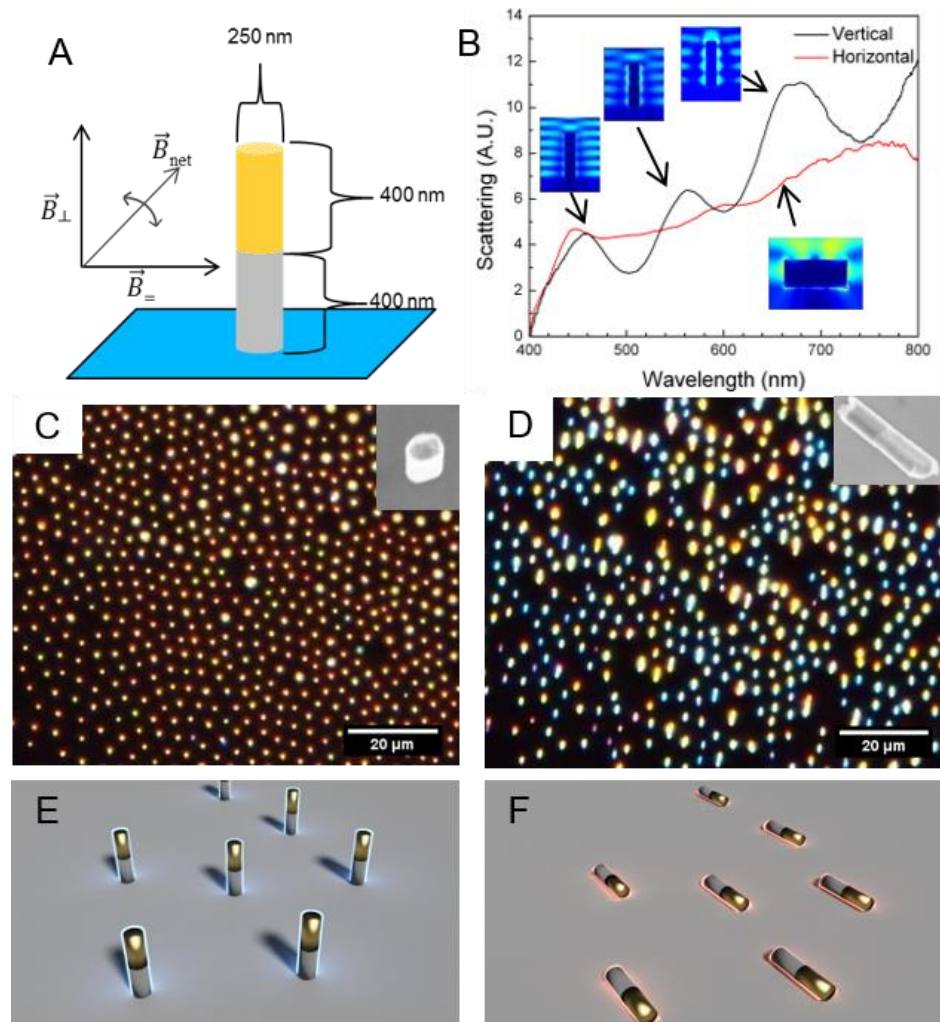 A
250 nm
B⃗⊥
B⃗net
B⃗=
400 nm
400 nm
B
Scattering (A.U.)
14
12
10
8
6
4
2
0
Vertical
Horizontal
400
500
600
700
800
Wavelength (nm)
C
20 µm
D
20 µm
E
F